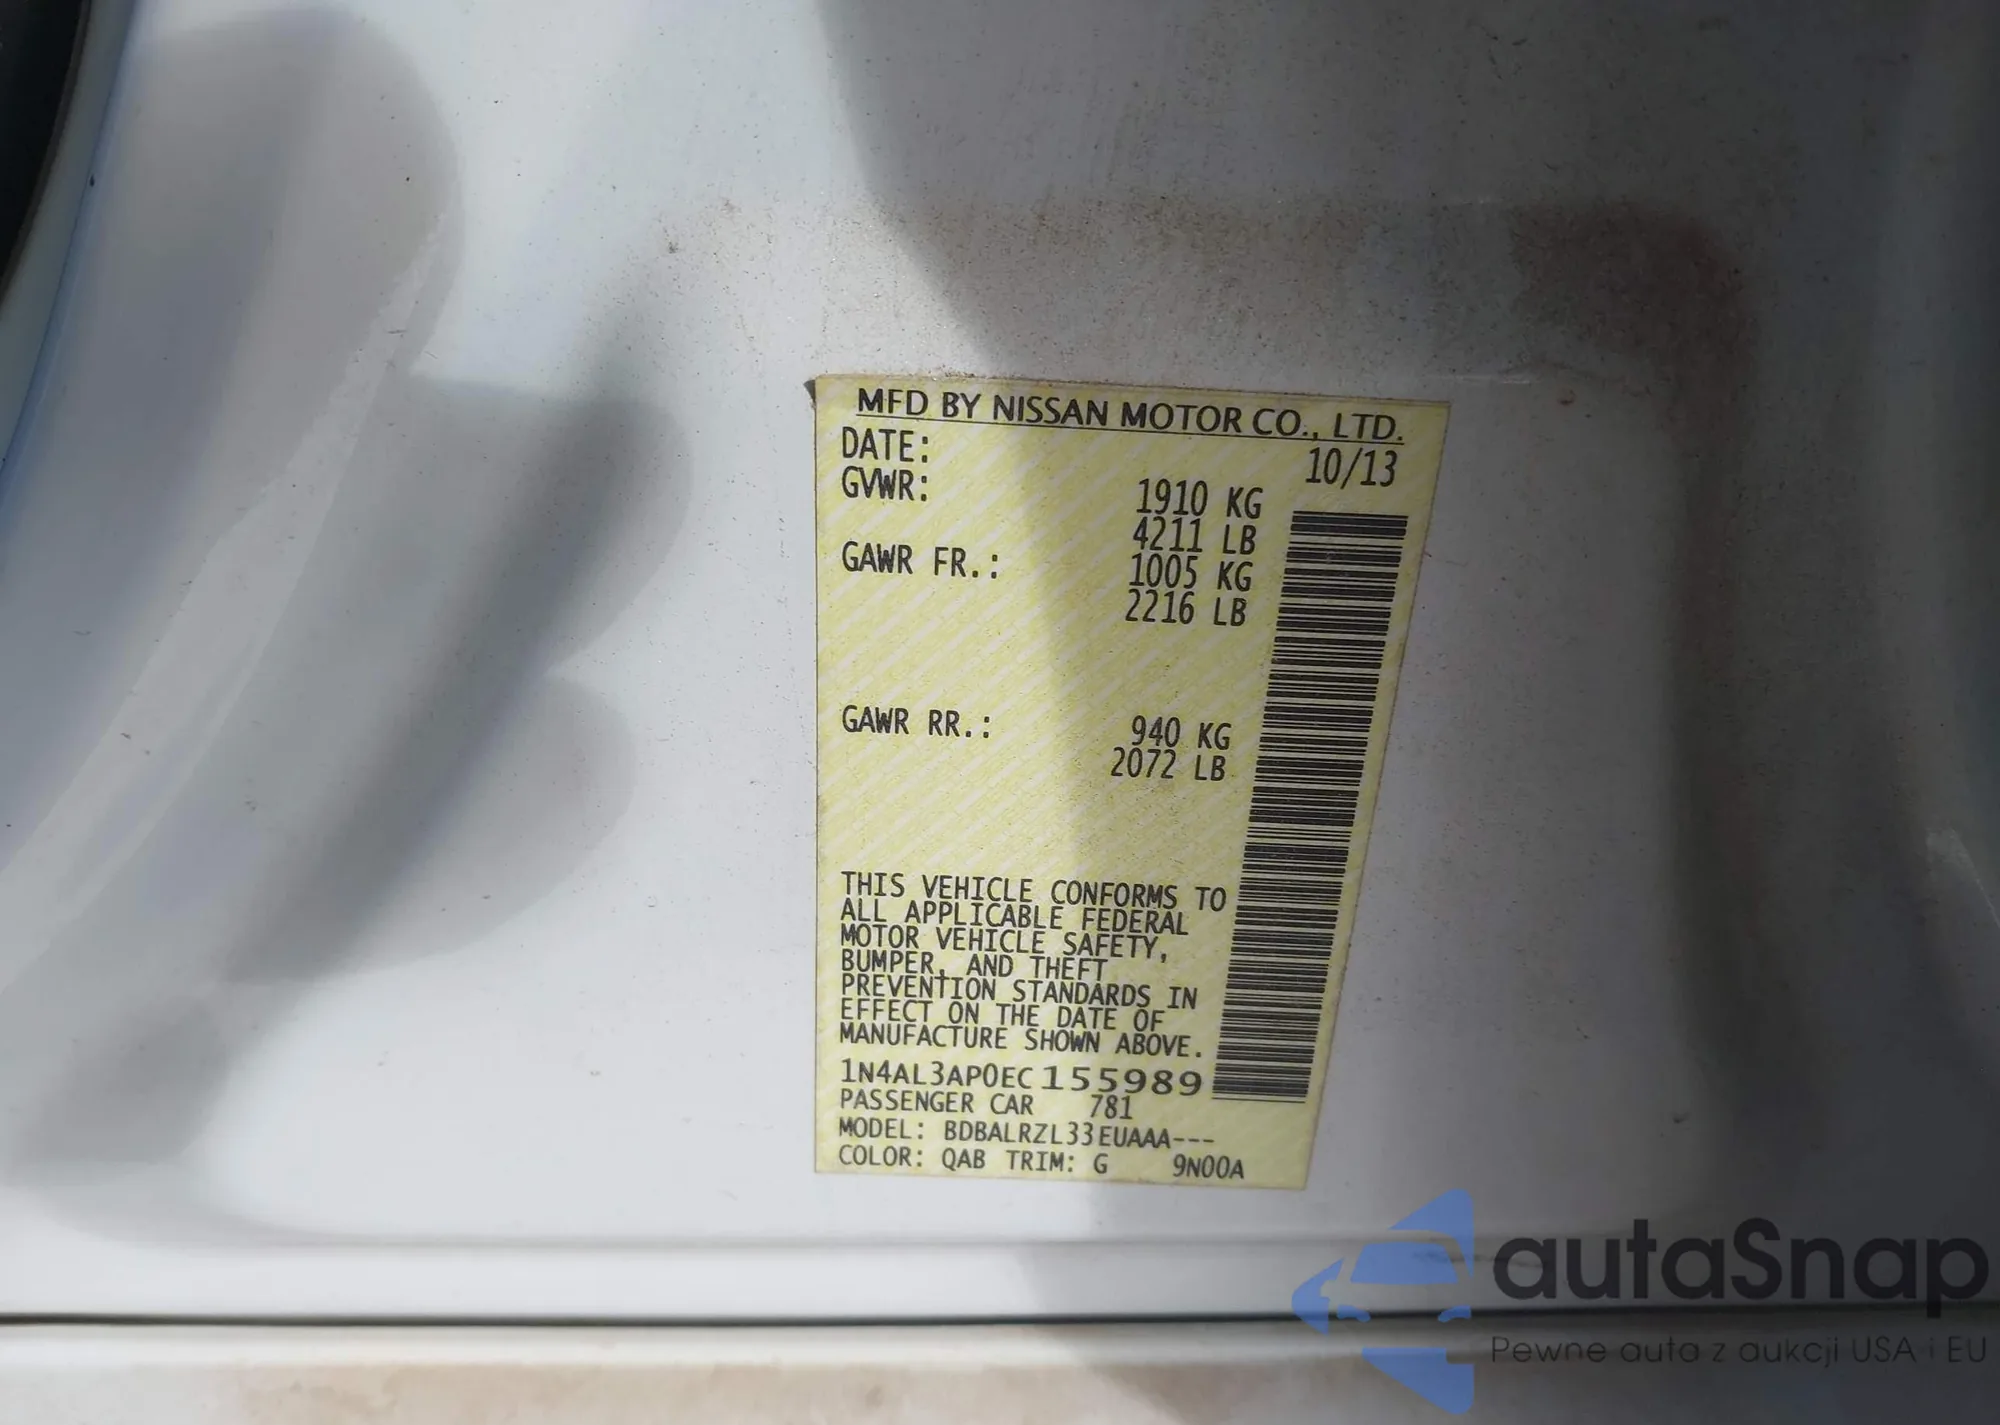 MFD BY NISSAN MOTOR CO., LTD.
DATE: 10/13
GVWR: 1910 KG
4211 LB
GAWR FR.: 1005 KG
2216 LB
GAWR RR.: 940 KG
2072 LB
THIS VEHICLE CONFORMS TO
ALL APPLICABLE FEDERAL
MOTOR VEHICLE SAFETY,
BUMPER, AND THEFT
PREVENTION STANDARDS IN
EFFECT ON THE DATE OF
MANUFACTURE SHOWN ABOVE.
1N4AL3AP0EC155989
PASSENGER CAR 781
MODEL: BDBALRZL33EUAAA---
COLOR: QAB TRIM: G 9N00A
autaSnap
Pewne auta z aukcji USA i EU